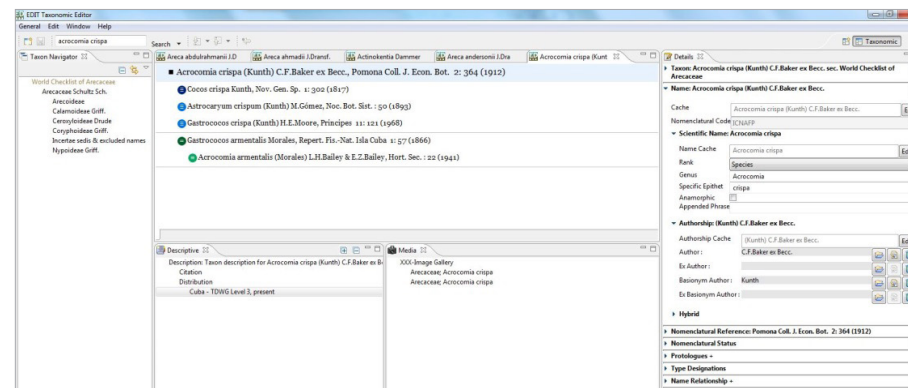 EDIT Taxonomic Editor
General Edit Window Help
acrocomia crispa
Search
Taxonomic
Taxon Navigator
World Checklist of Arecaceae
Arecaceae Schultz Sch.
Arecoideae
Calamoideae Griff.
Ceroxyloideae Drude
Coryphoideae Griff.
Incertae sedis & excluded names
Nypoideae Griff.
Areca abdulrahmanii J.D
Areca ahmadii J.Dransf.
Actinokentia Dammer
Areca andersonii J.Dra
Acrocomia crispa (Kunt
Acrocomia crispa (Kunth) C.F.Baker ex Becc., Pomona Coll. J. Econ. Bot. 2: 364 (1912)
Cocos crispa Kunth, Nov. Gen. Sp. 1: 302 (1817)
Astrocaryum crispum (Kunth) M.Gómez, Noc. Bot. Sist. : 50 (1893)
Gastrococos crispa (Kunth) H.E.Moore, Principes 11: 121 (1968)
Gastrococos armentalis Morales, Repert. Fis.-Nat. Isla Cuba 1: 57 (1866)
Acrocomia armentalis (Morales) L.H.Bailey & E.Z.Bailey, Hort. Sec. : 22 (1941)
Descriptive
Description: Taxon description for Acrocomia crispa (Kunth) C.F.Baker ex B
Citation
Distribution
Cuba - TDWG Level 3, present
Media
XXX-Image Gallery
Arecaceae; Acrocomia crispa
Arecaceae; Acrocomia crispa
Details
Taxon: Acrocomia crispa (Kunth) C.F.Baker ex Becc. sec. World Checklist of
Arecaceae
Name: Acrocomia crispa (Kunth) C.F.Baker ex Becc.
Cache Acrocomia crispa (Kunth) C.F.Baker ex Becc.
Nomenclatural Code ICNAFP
Scientific Name: Acrocomia crispa
Name Cache Acrocomia crispa Ed
Rank Species
Genus Acrocomia
Specific Epithet crispa
Anamorphic
Appended Phrase
Authorship: (Kunth) C.F.Baker ex Becc.
Authorship Cache (Kunth) C.F.Baker ex Becc. Ed
Author : C.F.Baker ex Becc.
Ex Author :
Basionym Author : Kunth
Ex Basionym Author :
Hybrid
Nomenclatural Reference: Pomona Coll. J. Econ. Bot. 2: 364 (1912)
Nomenclatural Status
Protologues +
Type Designations
Name Relationship +